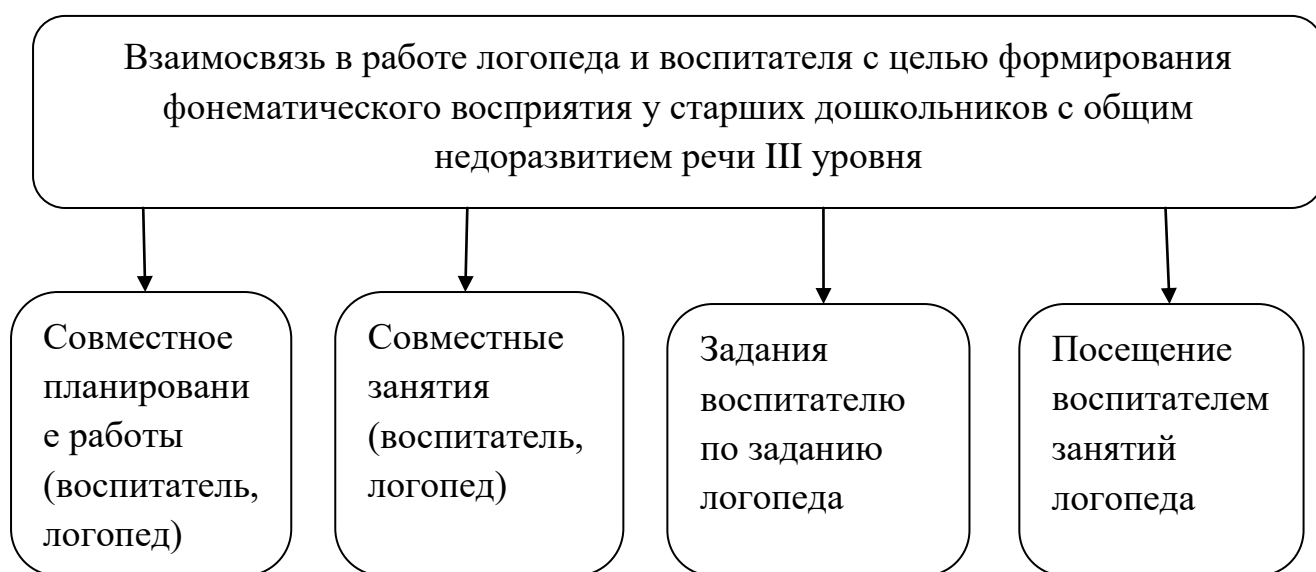 Взаимосвязь в работе логопеда и воспитателя с целью формирования
фонематического восприятия у старших дошкольников с общим
недоразвитием речи III уровня
Совместное
планировани
е работы
(воспитатель,
логопед)
Совместные
занятия
(воспитатель,
логопед)
Задания
воспитателю
по заданию
логопеда
Посещение
воспитателем
занятий
логопеда